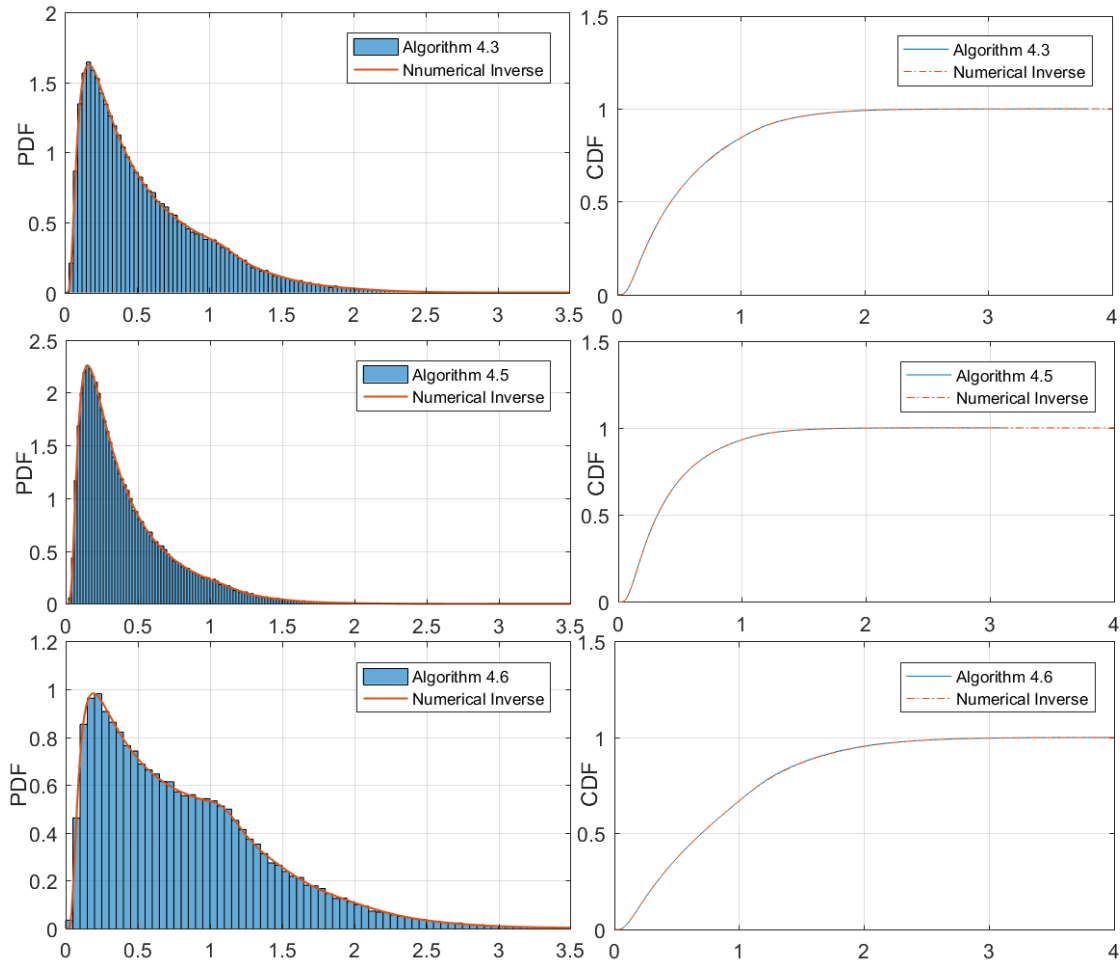 2
1.5
1
0.5
0
PDF
Algorithm 4.3
Nnumerical Inverse
0 0.5 1 1.5 2 2.5 3 3.5
1.5
1
0.5
0
CDF
Algorithm 4.3
Numerical Inverse
0 1 2 3 4
2.5
2
1.5
1
0.5
0
PDF
Algorithm 4.5
Numerical Inverse
0 0.5 1 1.5 2 2.5 3 3.5
1.5
1
0.5
0
CDF
Algorithm 4.5
Numerical Inverse
0 1 2 3 4
1.2
1
0.8
0.6
0.4
0.2
0
PDF
Algorithm 4.6
Numerical Inverse
0 0.5 1 1.5 2 2.5 3 3.5
1.5
1
0.5
0
CDF
Algorithm 4.6
Numerical Inverse
0 1 2 3 4